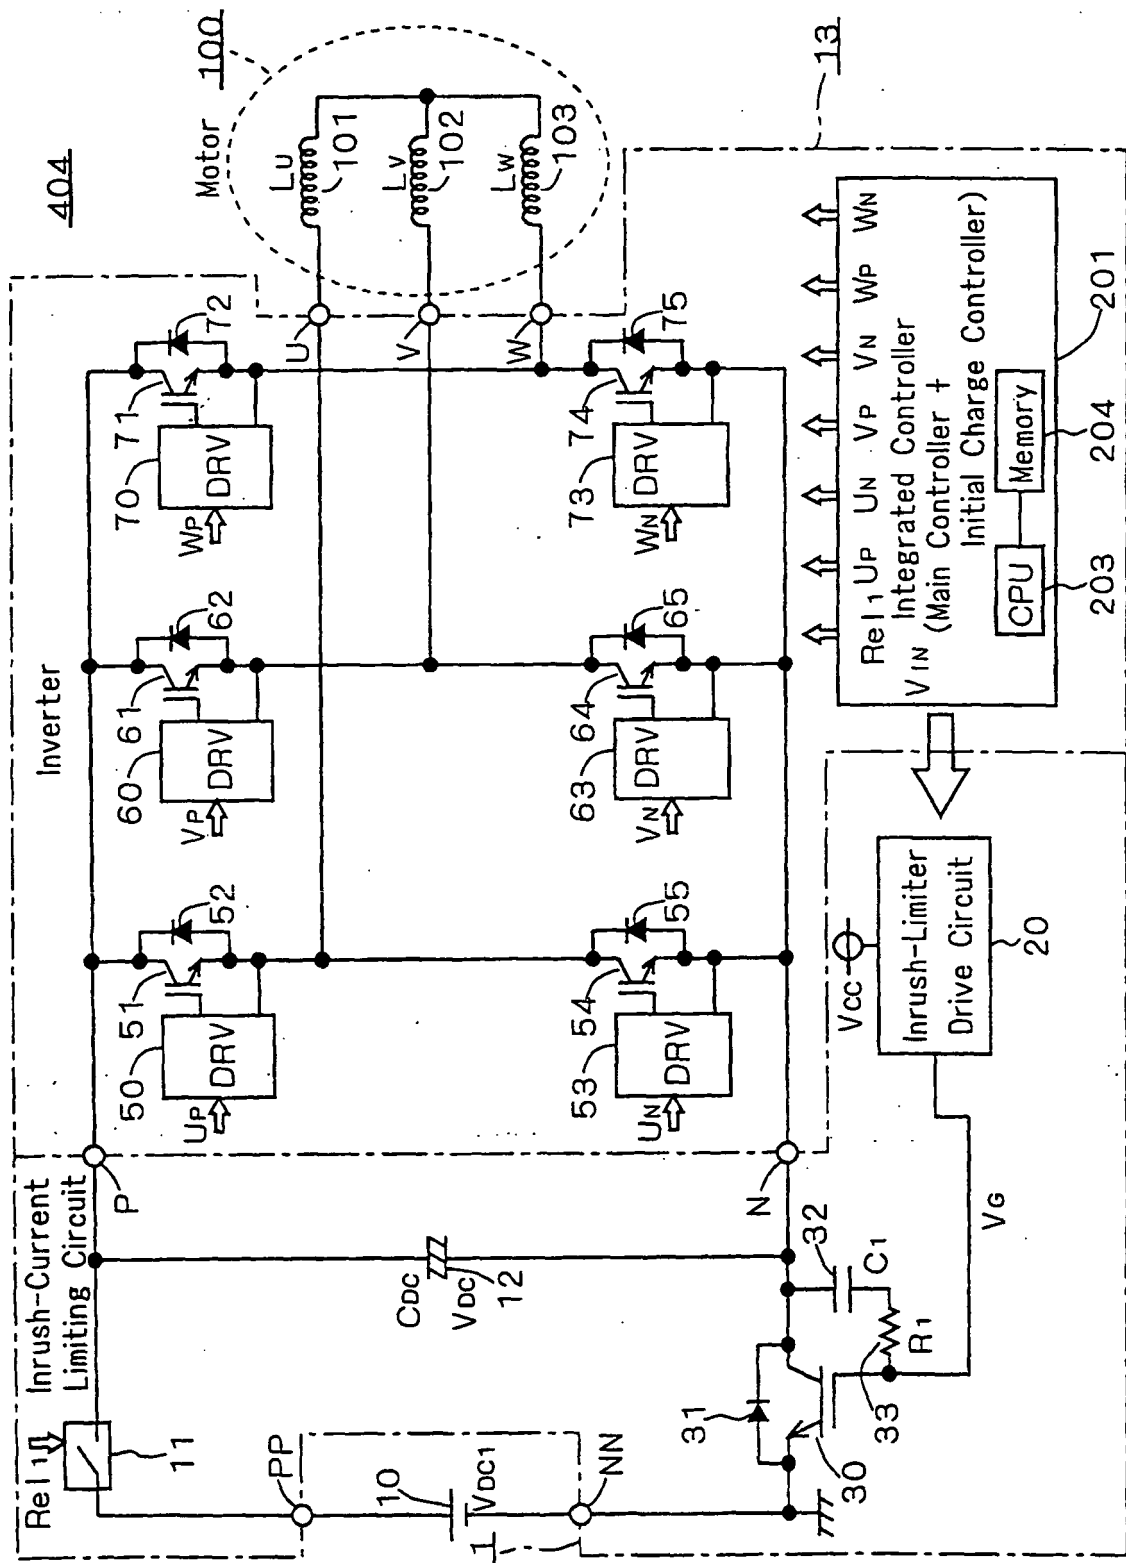 404
Motor
100
Lu
101
Lv
102
Lw
103
Inverter
72
71
70
DRV
WP
62
61
60
DRV
VP
52
51
50
DRV
UP
U
V
W
75
74
73
DRV
WN
65
64
63
DRV
VN
55
54
53
DRV
UN
13
Inrush-Current
Limiting Circuit
P
N
Rel1
11
PP
10
VDC1
1
NN
CDC
VDC
12
31
30
32
C1
R1
33
VG
Vcc
Inrush-Limiter
Drive Circuit
20
Rel1 UP UN VP VN WP WN
VIN
Integrated Controller
(Main Controller +
Initial Charge Controller)
CPU
Memory
203
204
201